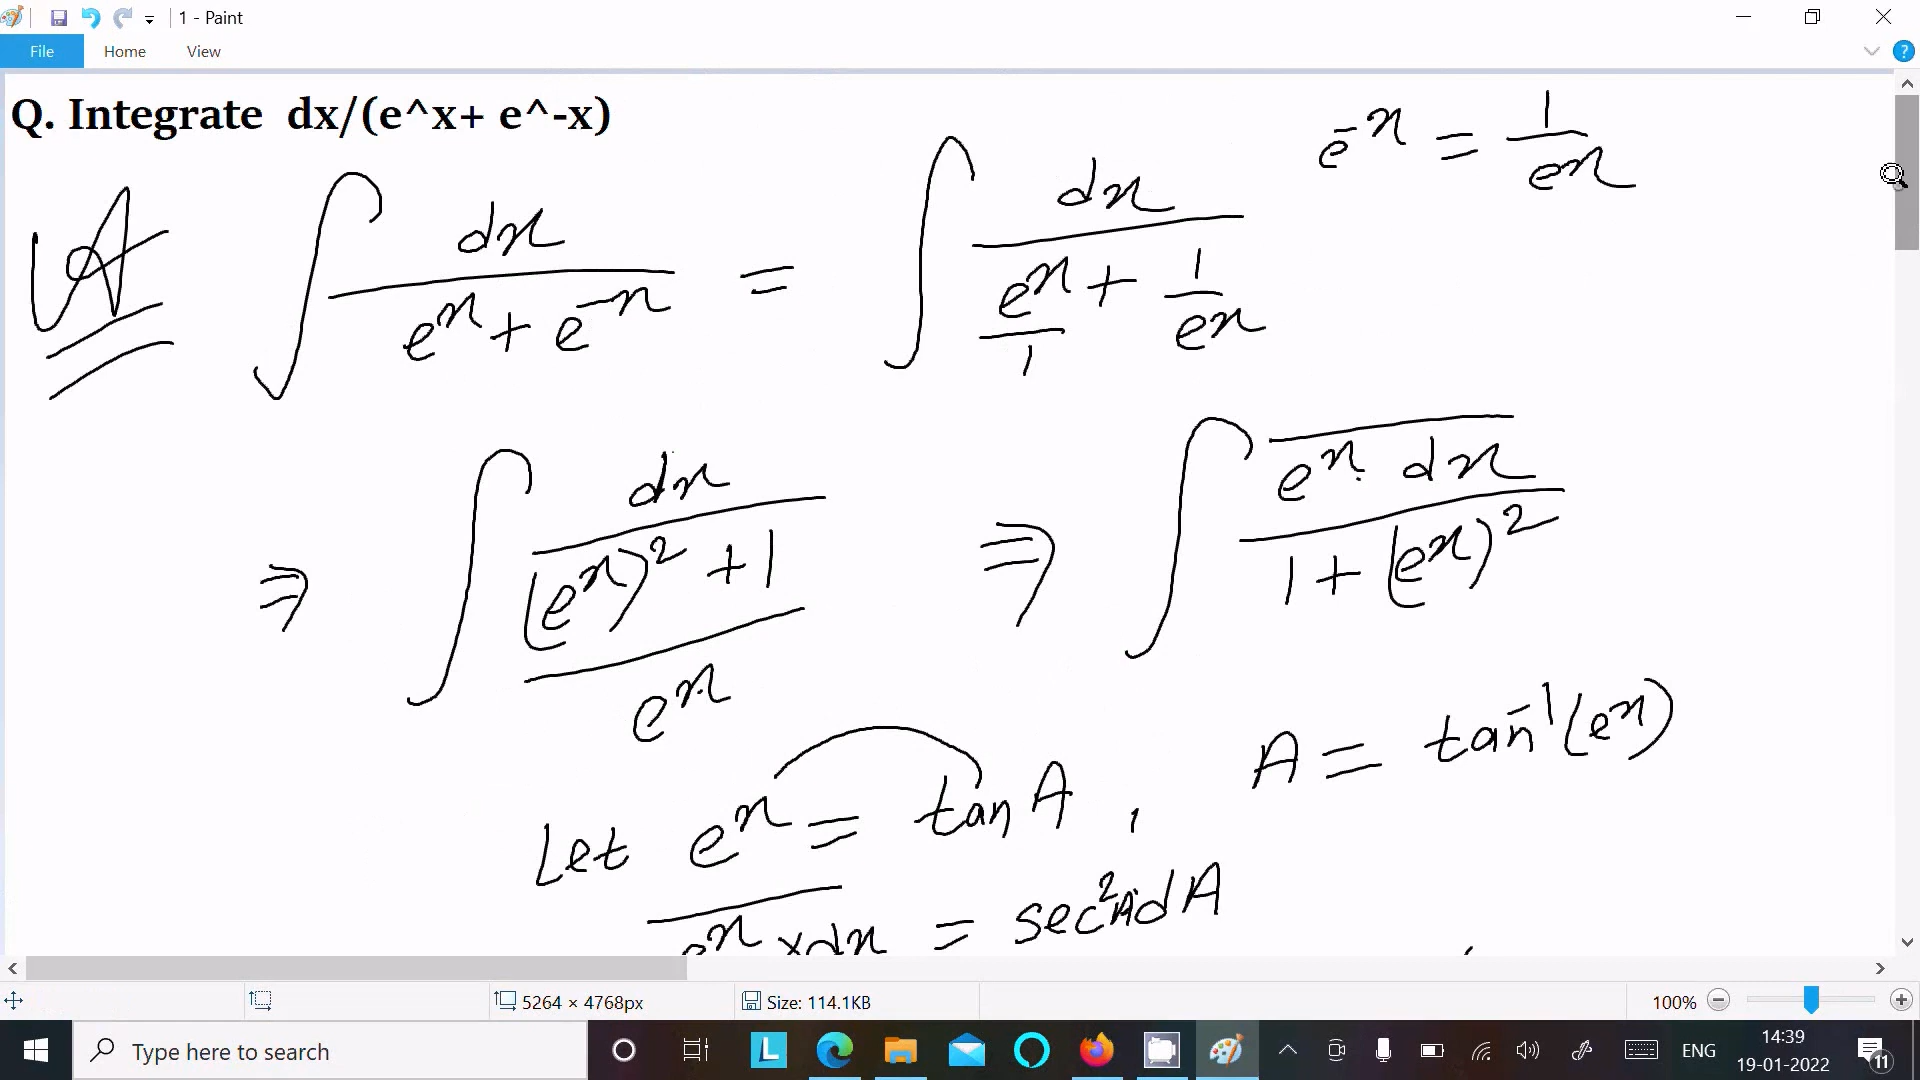 1 - Paint
File Home View
Q. Integrate dx/(e^x+ e^-x)
e^-x = 1/e^x
A ∫ dx/(e^x + e^-x) = ∫ dx/(e^x/1 + 1/e^x)
⇒ ∫ dx/(((e^x)^2 + 1)/e^x) ⇒ ∫ e^x. dx/(1 + (e^x)^2)
Let e^x = tan A , A = tan^-1(e^x)
e^x × dx = sec^2 A dA
5264 × 4768px Size: 114.1KB 100%
Type here to search ENG 14:39
19-01-2022 11